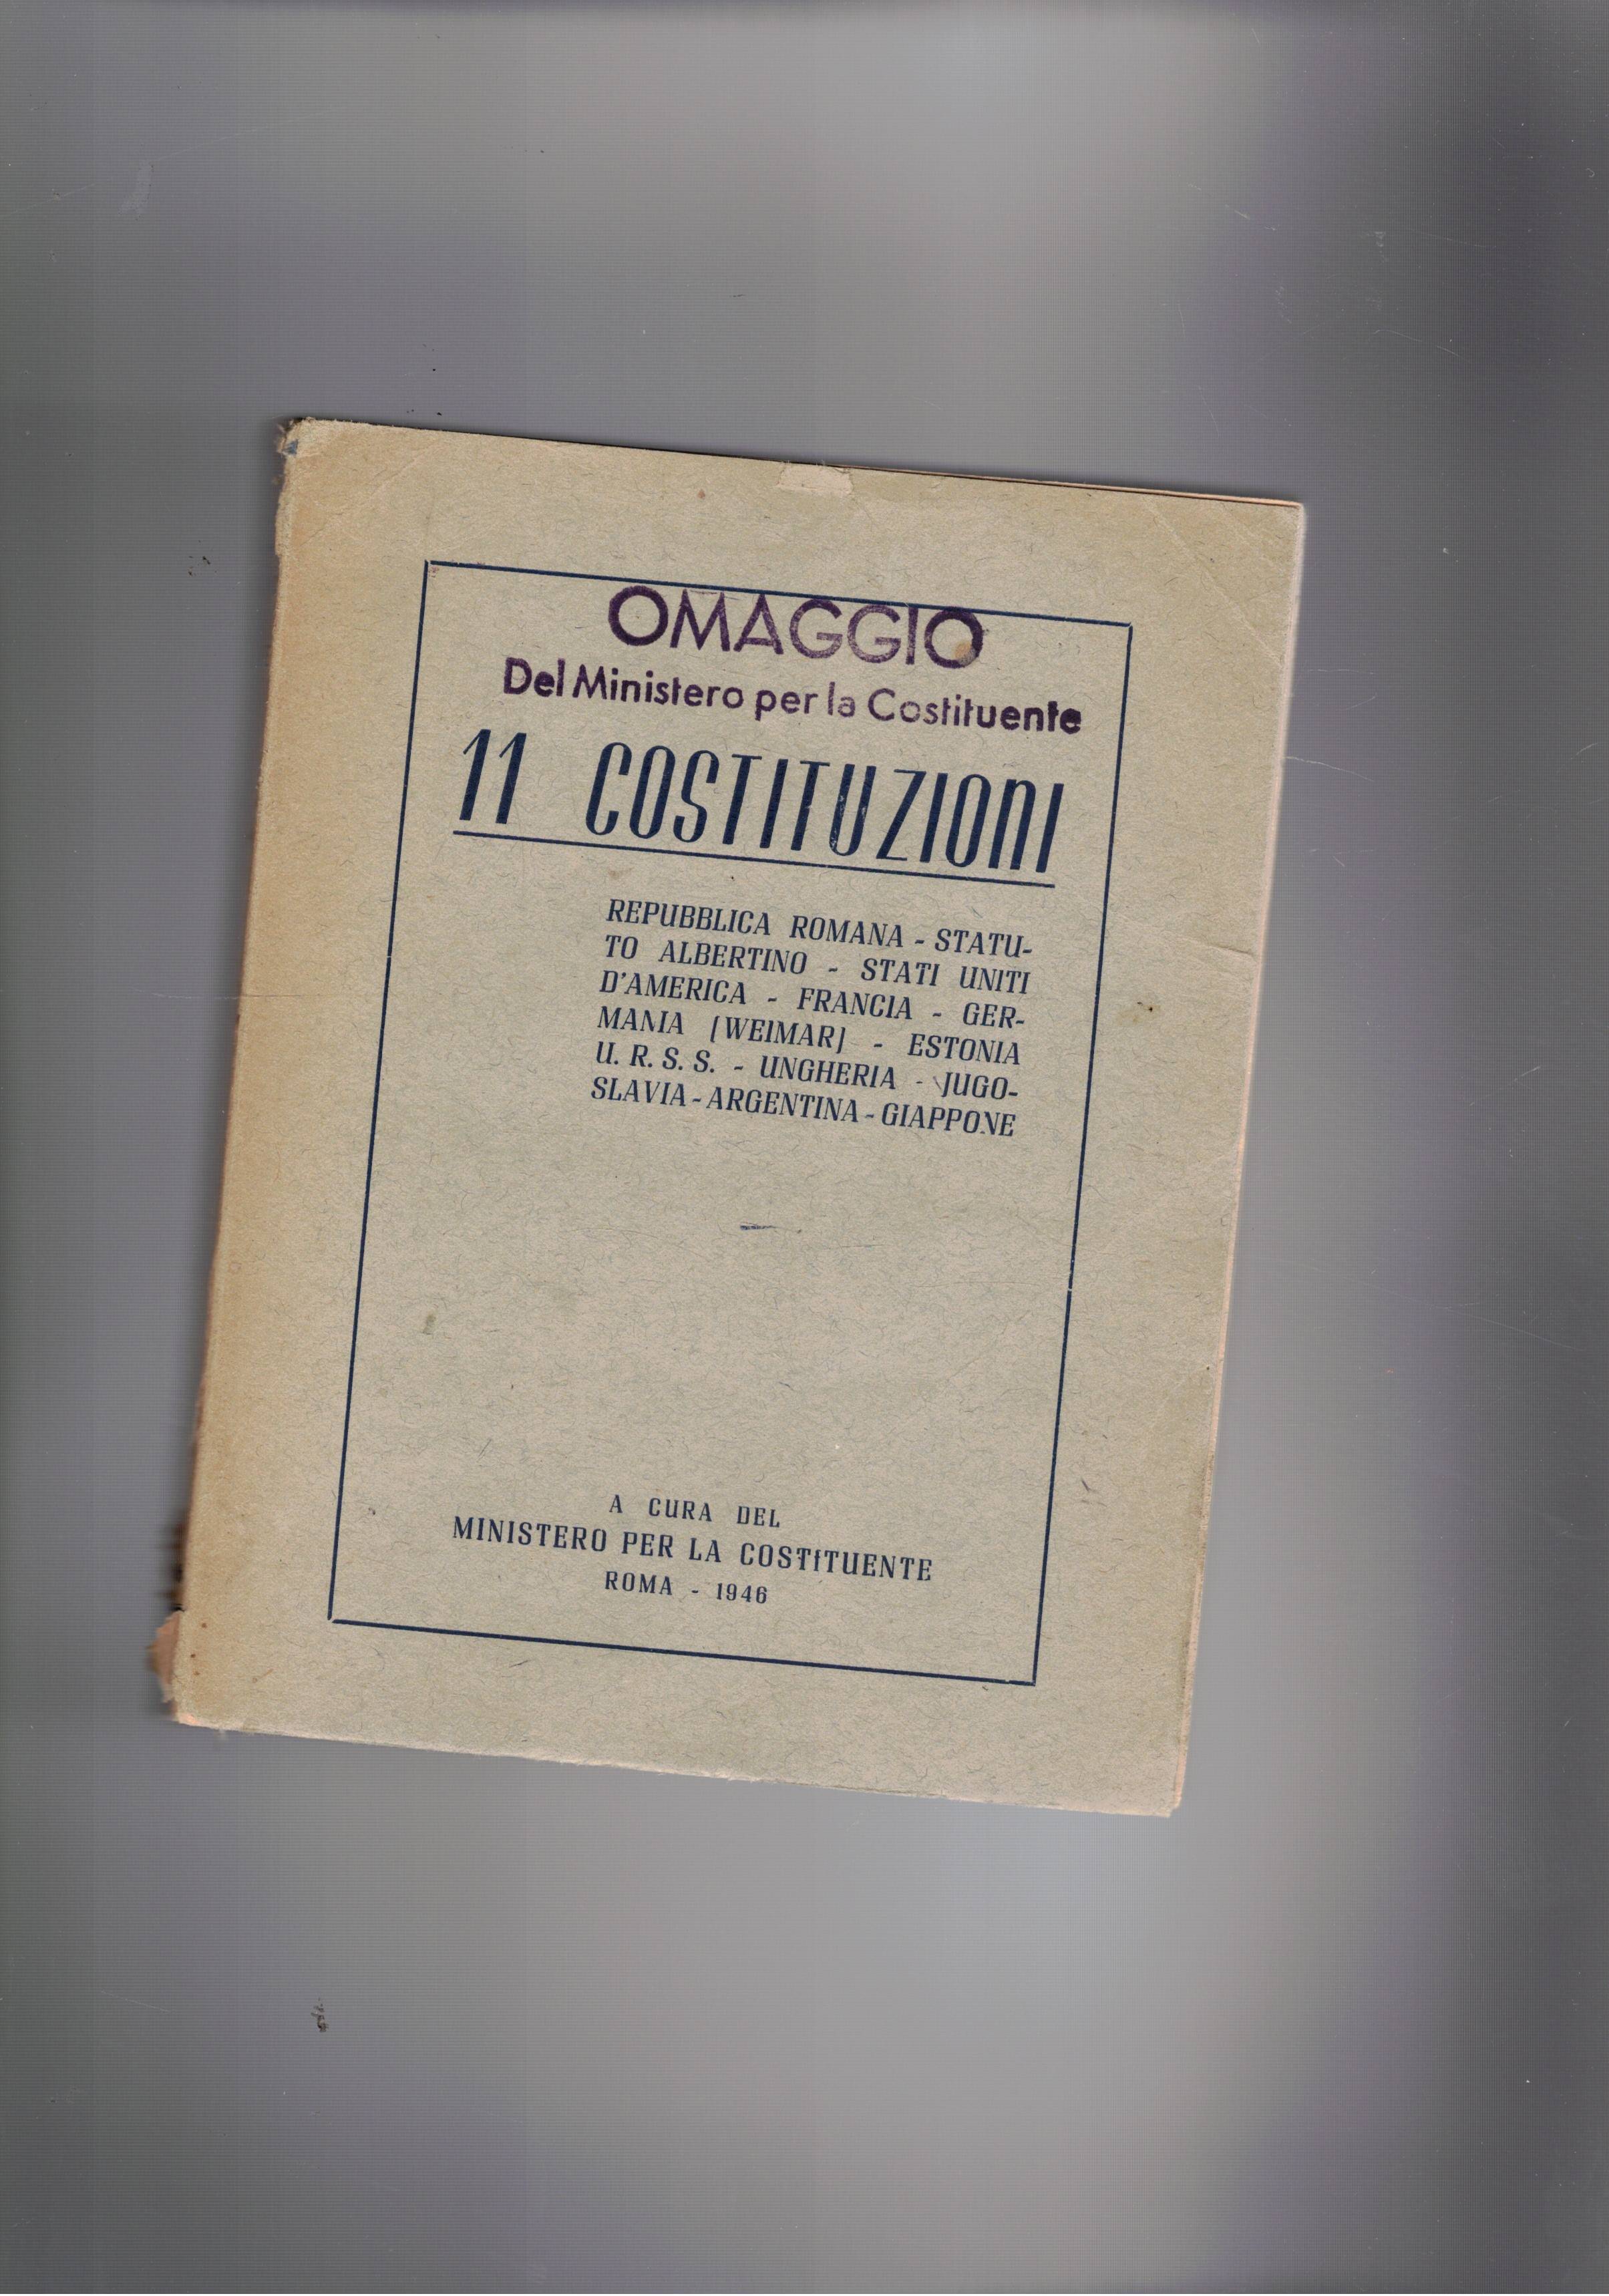 OMAGGIO
Del Ministero per la Costituente
11 COSTITUZIONI
REPUBBLICA ROMANA - STATU-
TO ALBERTINO - STATI UNITI
D'AMERICA - FRANCIA - GER-
MANIA (WEIMAR) - ESTONIA
U. R. S. S. - UNGHERIA - JUGO-
SLAVIA - ARGENTINA - GIAPPONE
A CURA DEL
MINISTERO PER LA COSTITUENTE
ROMA - 1946